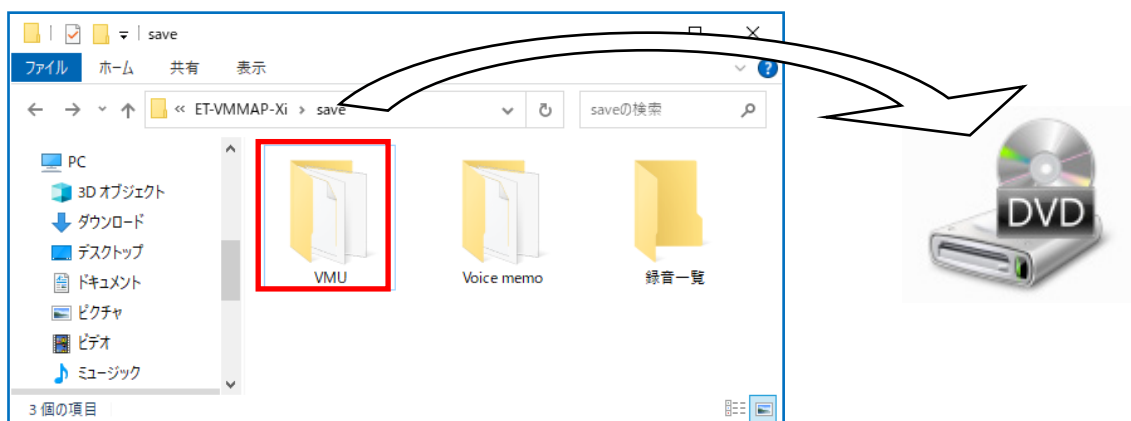 save
ファイル ホーム 共有 表示
« ET-VMMAP-Xi › save saveの検索
PC
3D オブジェクト
ダウンロード
デスクトップ
ドキュメント
ピクチャ
ビデオ
ミュージック
VMU Voice memo 録音一覧
3 個の項目
DVD